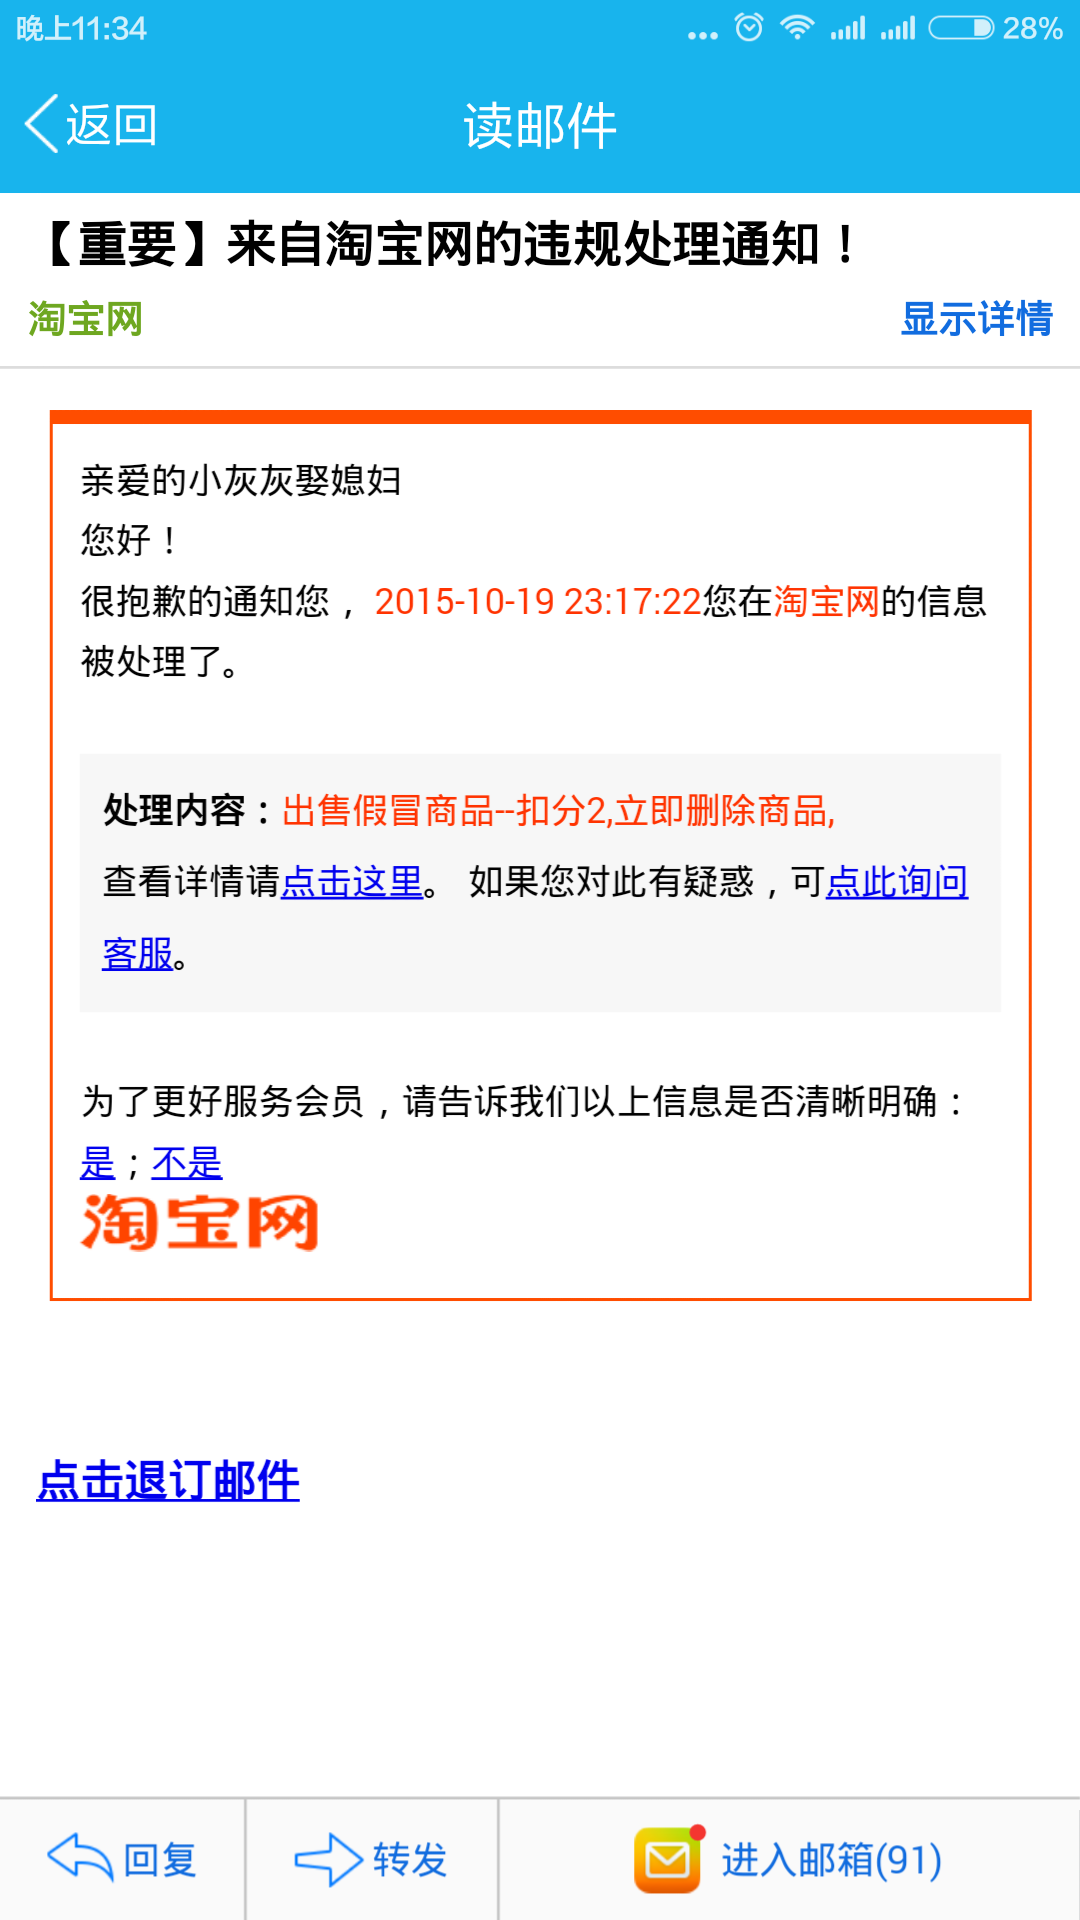 晚上11:34
28%
返回
读邮件
【重要】来自淘宝网的违规处理通知！
淘宝网
显示详情
亲爱的小灰灰娶媳妇
您好！
很抱歉的通知您，2015-10-19 23:17:22您在淘宝网的信息
被处理了。
处理内容：出售假冒商品--扣分2,立即删除商品,
查看详情请点击这里。 如果您对此有疑惑，可点此询问
客服。
为了更好服务会员，请告诉我们以上信息是否清晰明确：
是；不是
淘宝网
点击退订邮件
回复
转发
进入邮箱(91)